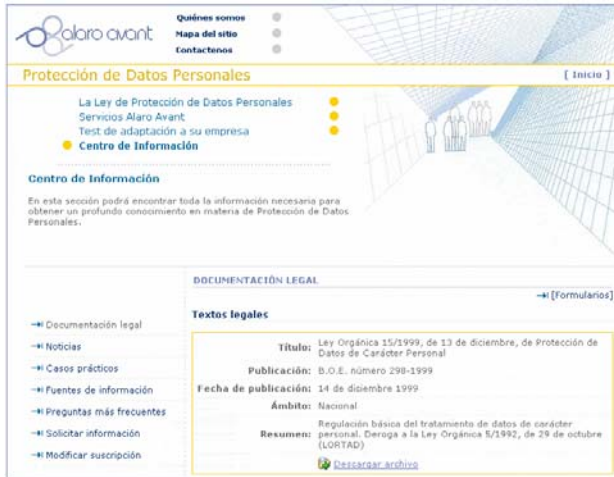 alaro avant
Quiénes somos
Mapa del sitio
Contactenos
Protección de Datos Personales
[ Inicio ]
La Ley de Protección de Datos Personales
Servicios Alaro Avant
Test de adaptación a su empresa
Centro de Información
Centro de Información
En esta sección podrá encontrar toda la información necesaria para
obtener un profundo conocimiento en materia de Protección de Datos
Personales.
DOCUMENTACIÓN LEGAL
[Formularios]
Textos legales
Documentación legal
Noticias
Casos prácticos
Fuentes de información
Preguntas más frecuentes
Solicitar información
Modificar suscripción
Título: Ley Orgánica 15/1999, de 13 de diciembre, de Protección de
Datos de Carácter Personal
Publicación: B.O.E. número 298-1999
Fecha de publicación: 14 de diciembre 1999
Ámbito: Nacional
Resumen: Regulación básica del tratamiento de datos de carácter
personal. Deroga a la Ley Orgánica 5/1992, de 29 de octubre
(LORTAD)
Descargar archivo